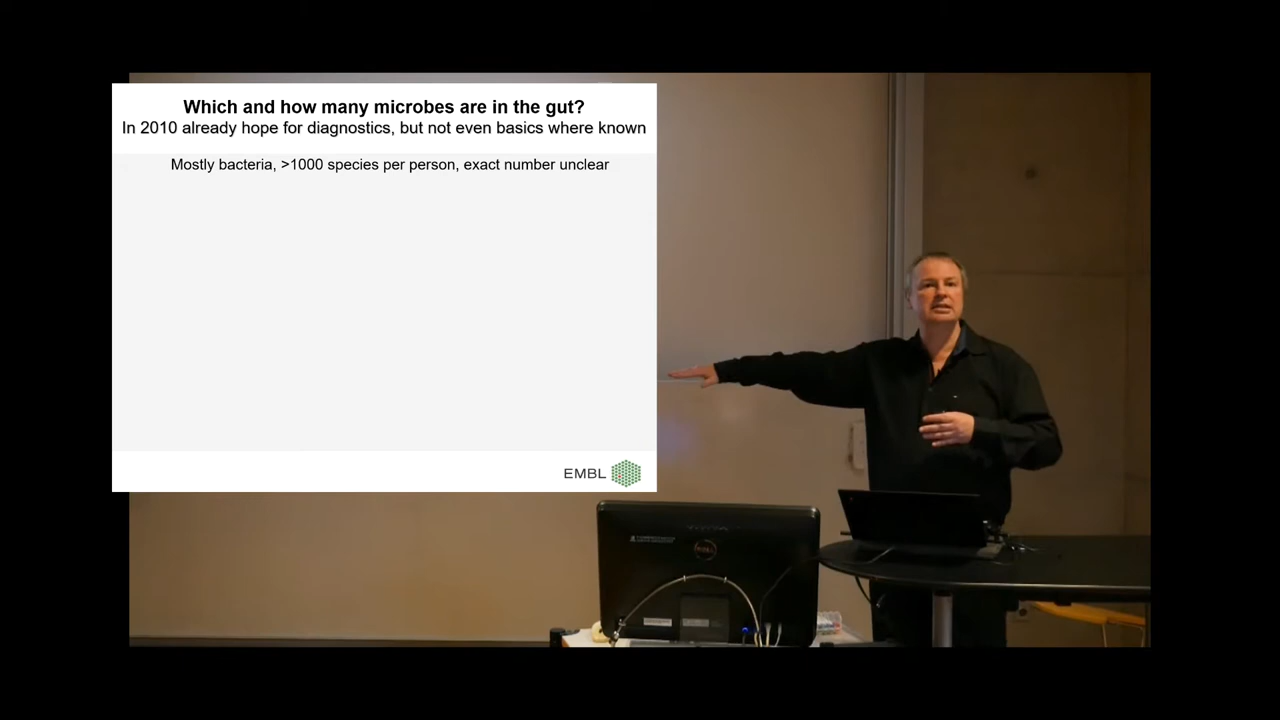 Which and how many microbes are in the gut?
In 2010 already hope for diagnostics, but not even basics where known
Mostly bacteria, >1000 species per person, exact number unclear
EMBL
DELL